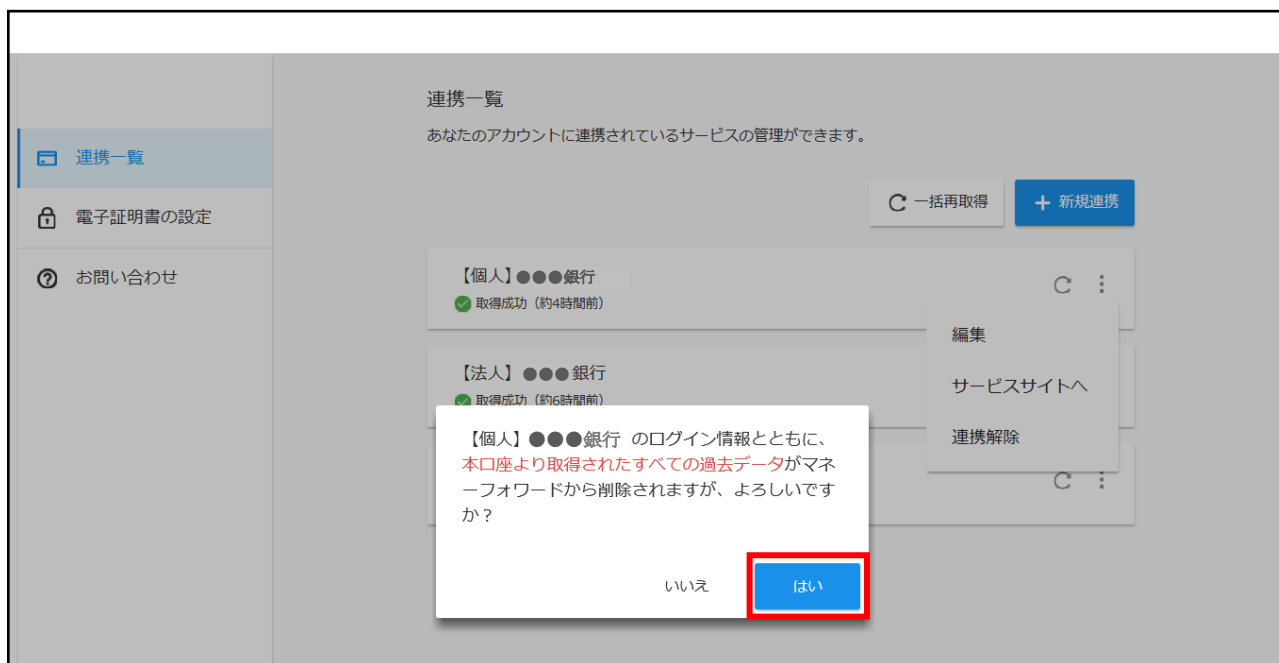 連携一覧
電子証明書の設定
お問い合わせ
連携一覧
あなたのアカウントに連携されているサービスの管理ができます。
一括再取得
新規連携
【個人】●●●銀行
取得成功（約4時間前）
編集
サービスサイトへ
連携解除
【法人】●●●銀行
取得成功（約6時間前）
【個人】●●●銀行 のログイン情報とともに、
本口座より取得されたすべての過去データがマネ
ーフォワードから削除されますが、よろしいです
か？
いいえ
はい